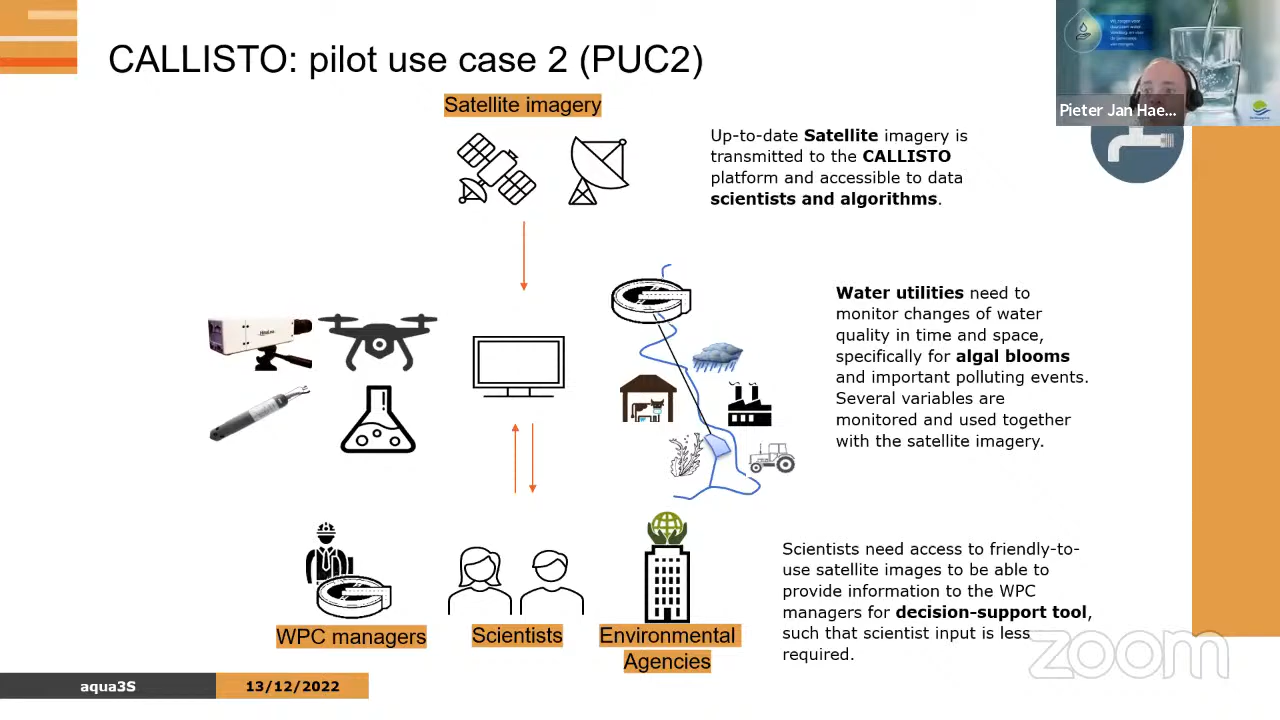 CALLISTO: pilot use case 2 (PUC2)
Pieter Jan Hae...
Satellite imagery
Up-to-date Satellite imagery is
transmitted to the CALLISTO
platform and accessible to data
scientists and algorithms.
Water utilities need to
monitor changes of water
quality in time and space,
specifically for algal blooms
and important polluting events.
Several variables are
monitored and used together
with the satellite imagery.
WPC managers
Scientists
Environmental
Agencies
Scientists need access to friendly-to-
use satellite images to be able to
provide information to the WPC
managers for decision-support tool,
such that scientist input is less
required.
zoom
aqua3S
13/12/2022